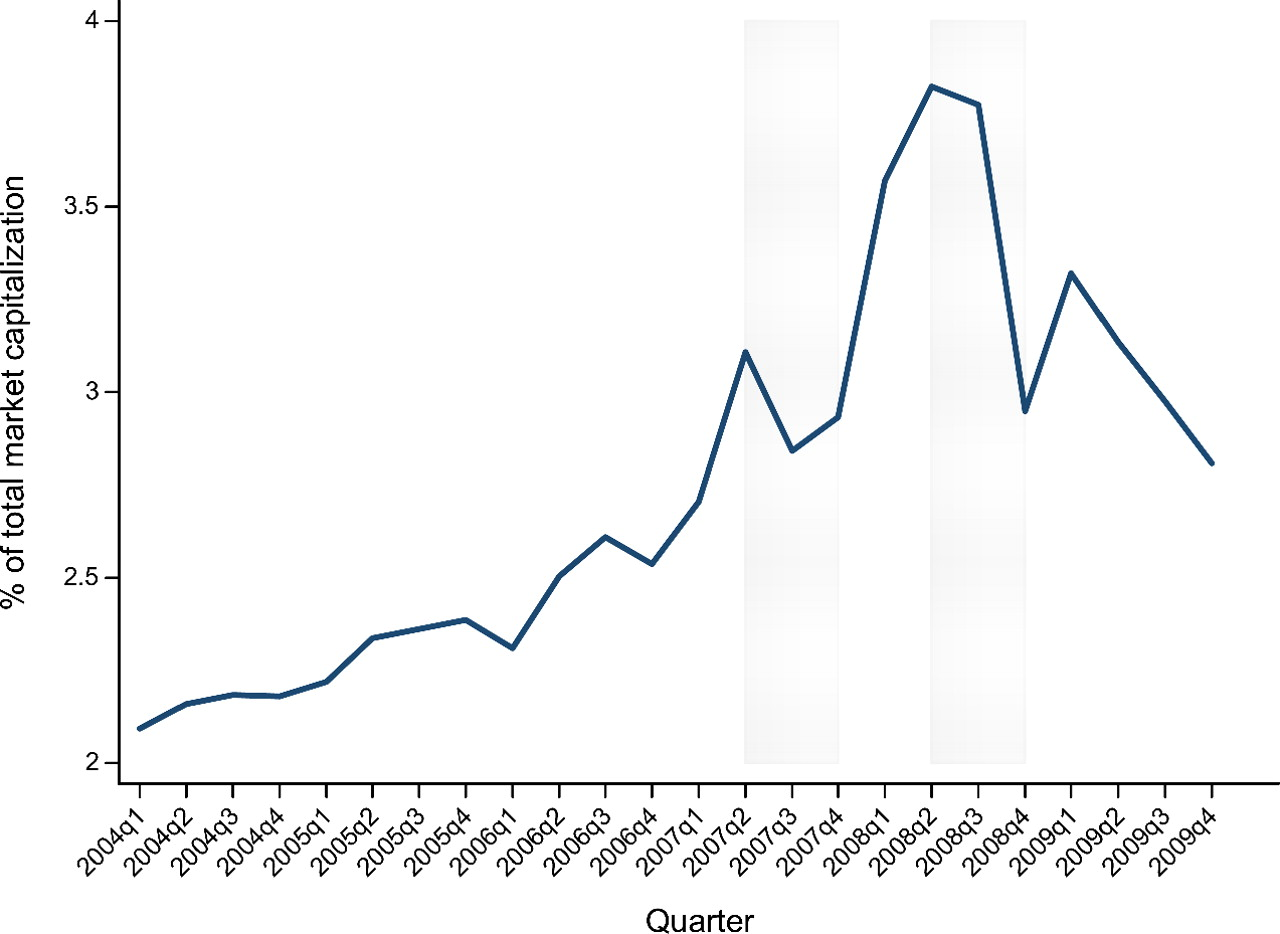 % of total market capitalization
4
3.5
3
2.5
2
2004q1
2004q2
2004q3
2004q4
2005q1
2005q2
2005q3
2005q4
2006q1
2006q2
2006q3
2006q4
2007q1
2007q2
2007q3
2007q4
2008q1
2008q2
2008q3
2008q4
2009q1
2009q2
2009q3
2009q4
Quarter